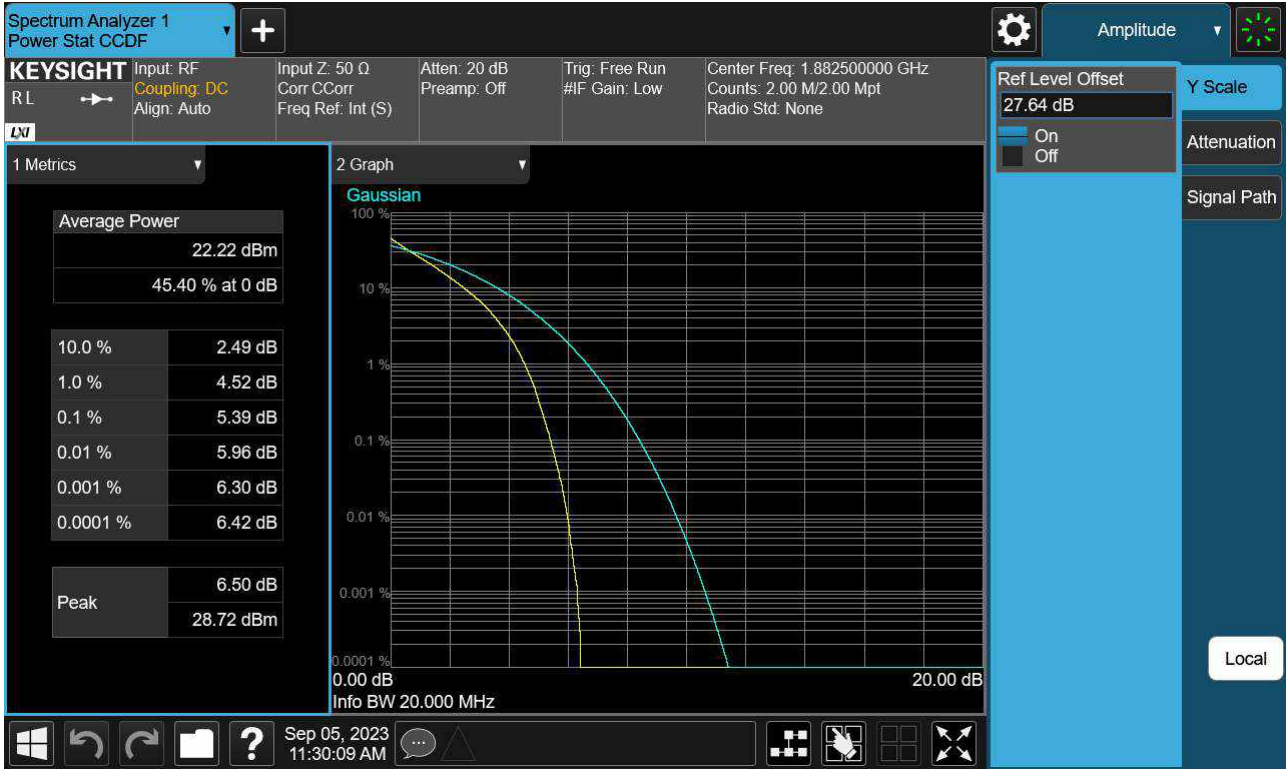 Spectrum Analyzer 1
Power Stat CCDF
Amplitude
KEYSIGHT
R L
LXI
Input: RF
Coupling: DC
Align: Auto
Input Z: 50 Ω
Corr CCorr
Freq Ref: Int (S)
Atten: 20 dB
Preamp: Off
Trig: Free Run
#IF Gain: Low
Center Freq: 1.882500000 GHz
Counts: 2.00 M/2.00 Mpt
Radio Std: None
Ref Level Offset
27.64 dB
On
Off
Y Scale
Attenuation
Signal Path
Local
1 Metrics
Average Power
22.22 dBm
45.40 % at 0 dB
10.0 % 2.49 dB
1.0 % 4.52 dB
0.1 % 5.39 dB
0.01 % 5.96 dB
0.001 % 6.30 dB
0.0001 % 6.42 dB
Peak
6.50 dB
28.72 dBm
2 Graph
Gaussian
100 %
10 %
1 %
0.1 %
0.01 %
0.001 %
0.0001 %
0.00 dB 20.00 dB
Info BW 20.000 MHz
?
Sep 05, 2023
11:30:09 AM